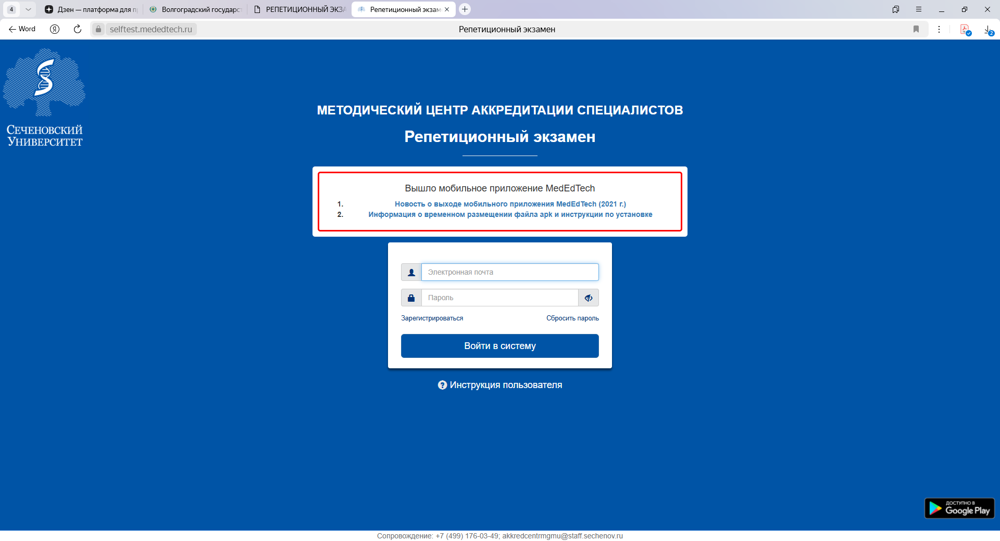 4
Дзен — платформа для п
Волгоградский государст
РЕПЕТИЦИОННЫЙ ЭКЗА
Репетиционный экзам
Word
Я
selftest.mededtech.ru
Репетиционный экзамен
2
СЕЧЕНОВСКИЙ
УНИВЕРСИТЕТ
МЕТОДИЧЕСКИЙ ЦЕНТР АККРЕДИТАЦИИ СПЕЦИАЛИСТОВ
Репетиционный экзамен
Вышло мобильное приложение MedEdTech
1. Новость о выходе мобильного приложения MedEdTech (2021 г.)
2. Информация о временном размещении файла apk и инструкции по установке
Электронная почта
Пароль
Зарегистрироваться Сбросить пароль
Войти в систему
Инструкция пользователя
ДОСТУПНО В
Google Play
Сопровождение: +7 (499) 176-03-49; akkredcentrmgmu@staff.sechenov.ru